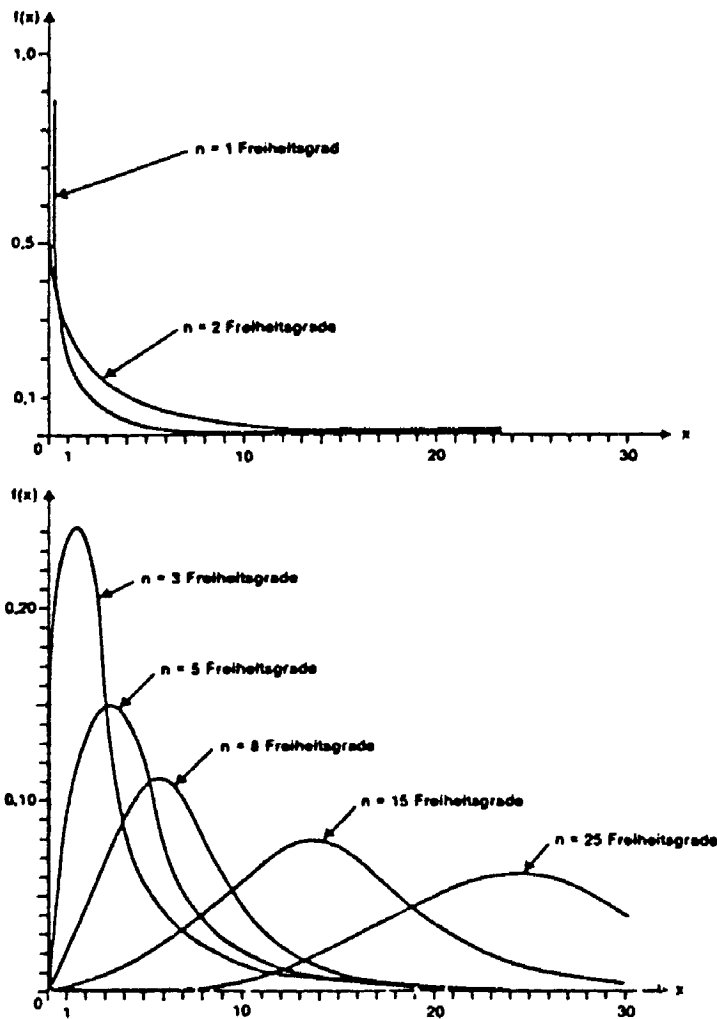 f(x)
1,0
n = 1 Freiheitsgrad
0,5
n = 2 Freiheitsgrade
0,1
0 1 10 20 30 x
f(x)
n = 3 Freiheitsgrade
0,20
n = 5 Freiheitsgrade
n = 8 Freiheitsgrade
0,10
n = 15 Freiheitsgrade
n = 25 Freiheitsgrade
0 1 10 20 30 x